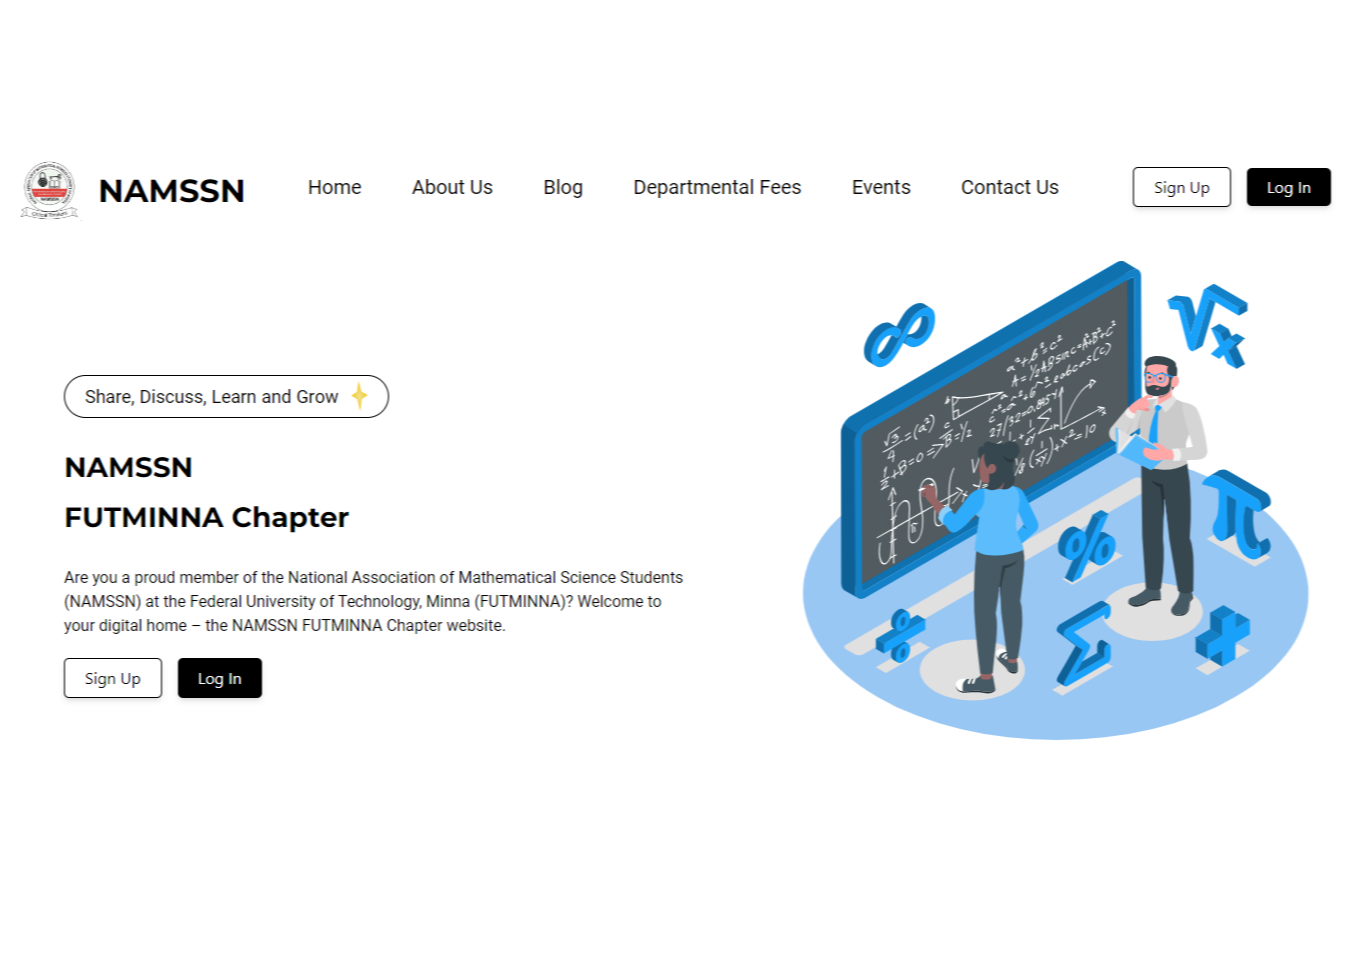 NAMSSN
Home About Us Blog Departmental Fees Events Contact Us Sign Up Log In
Share, Discuss, Learn and Grow
NAMSSN
FUTMINNA Chapter
Are you a proud member of the National Association of Mathematical Science Students
(NAMSSN) at the Federal University of Technology, Minna (FUTMINNA)? Welcome to
your digital home – the NAMSSN FUTMINNA Chapter website.
Sign Up Log In
∞
√x
a²+b²=c²
π
%
÷
Σ
+